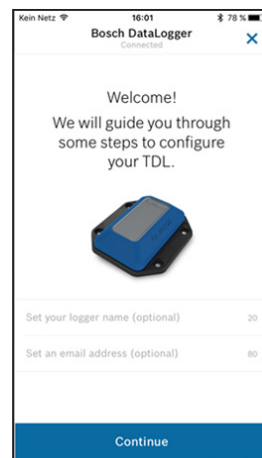 Kein Netz 16:01 78 %
Bosch DataLogger
Connected
Welcome!
We will guide you through
some steps to configure
your TDL.
Set your logger name (optional) 20
Set an email address (optional) 80
Continue